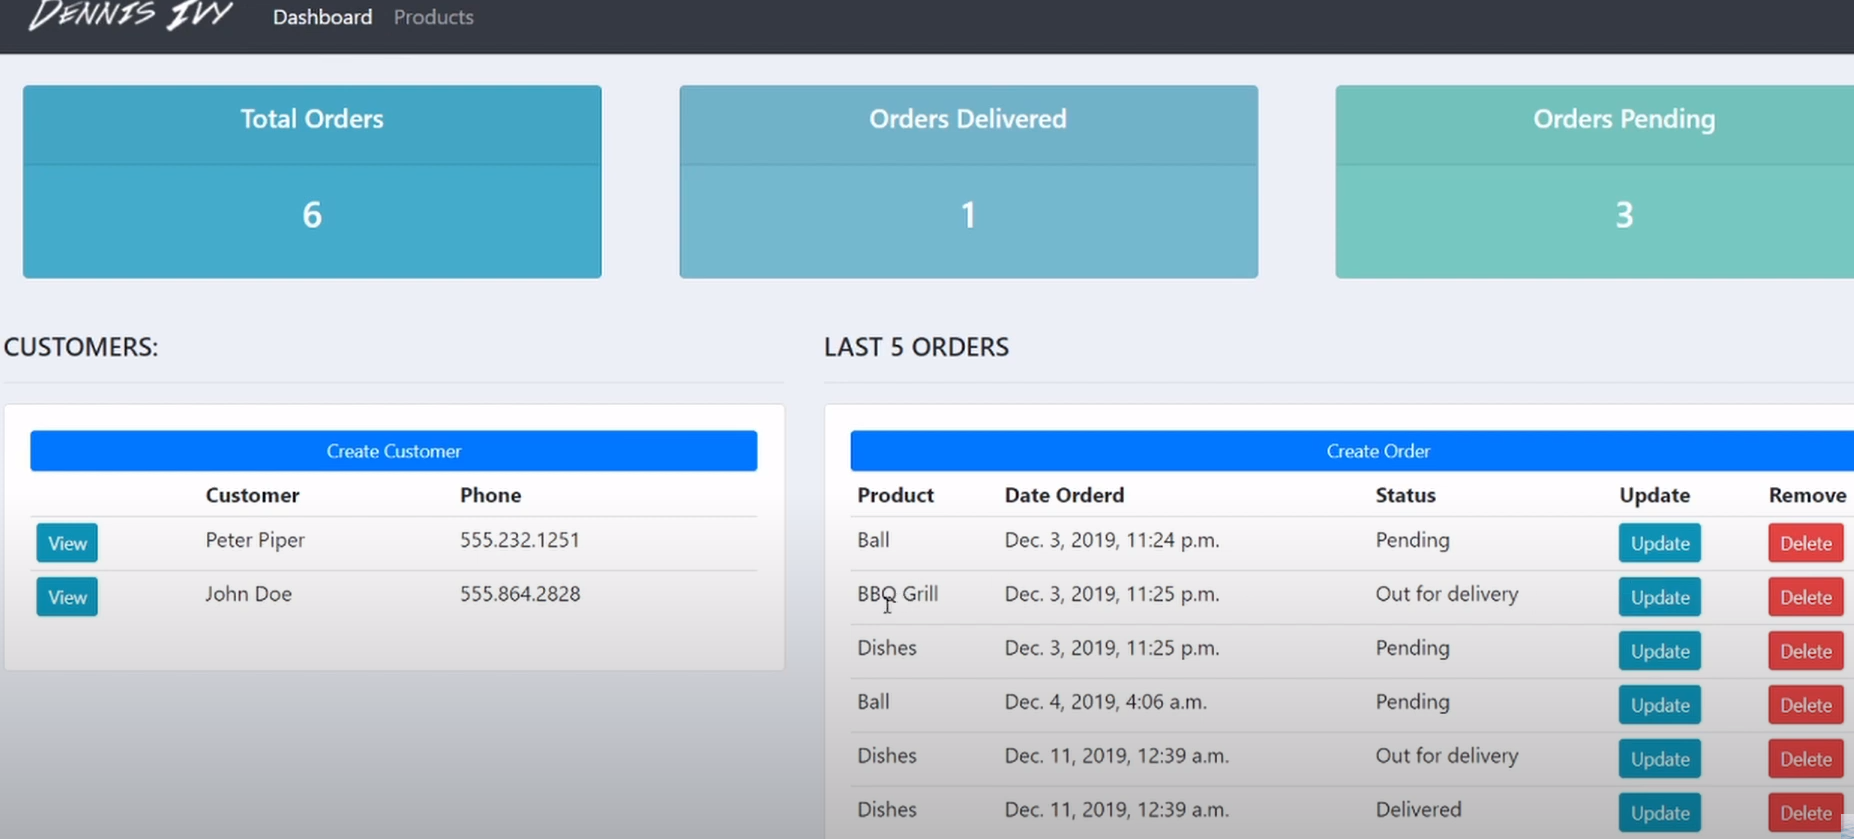 DENNIS IVY Dashboard Products
Total Orders
6
Orders Delivered
1
Orders Pending
3
CUSTOMERS:
Create Customer
Customer Phone
View Peter Piper 555.232.1251
View John Doe 555.864.2828
LAST 5 ORDERS
Create Order
Product Date Orderd Status Update Remove
Ball Dec. 3, 2019, 11:24 p.m. Pending Update Delete
BBQ Grill Dec. 3, 2019, 11:25 p.m. Out for delivery Update Delete
Dishes Dec. 3, 2019, 11:25 p.m. Pending Update Delete
Ball Dec. 4, 2019, 4:06 a.m. Pending Update Delete
Dishes Dec. 11, 2019, 12:39 a.m. Out for delivery Update Delete
Dishes Dec. 11, 2019, 12:39 a.m. Delivered Update Delete